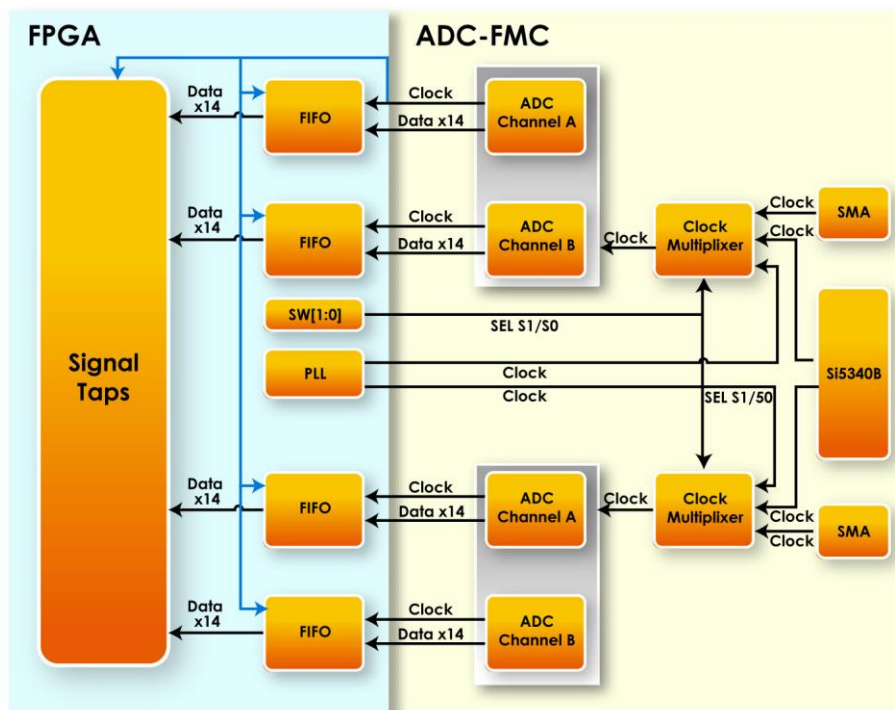 FPGA
ADC-FMC
Data
x14
FIFO
Clock
Data x14
ADC
Channel A
Data
x14
FIFO
Clock
Data x14
ADC
Channel B
Clock
Clock
Multiplixer
Clock
Clock
SMA
SW[1:0]
SEL S1/S0
PLL
Clock
Clock
SEL S1/50
Si5340B
Signal
Taps
Data
x14
FIFO
Clock
Data x14
ADC
Channel A
Clock
Clock
Multiplixer
Clock
Clock
SMA
Data
x14
FIFO
Clock
Data x14
ADC
Channel B